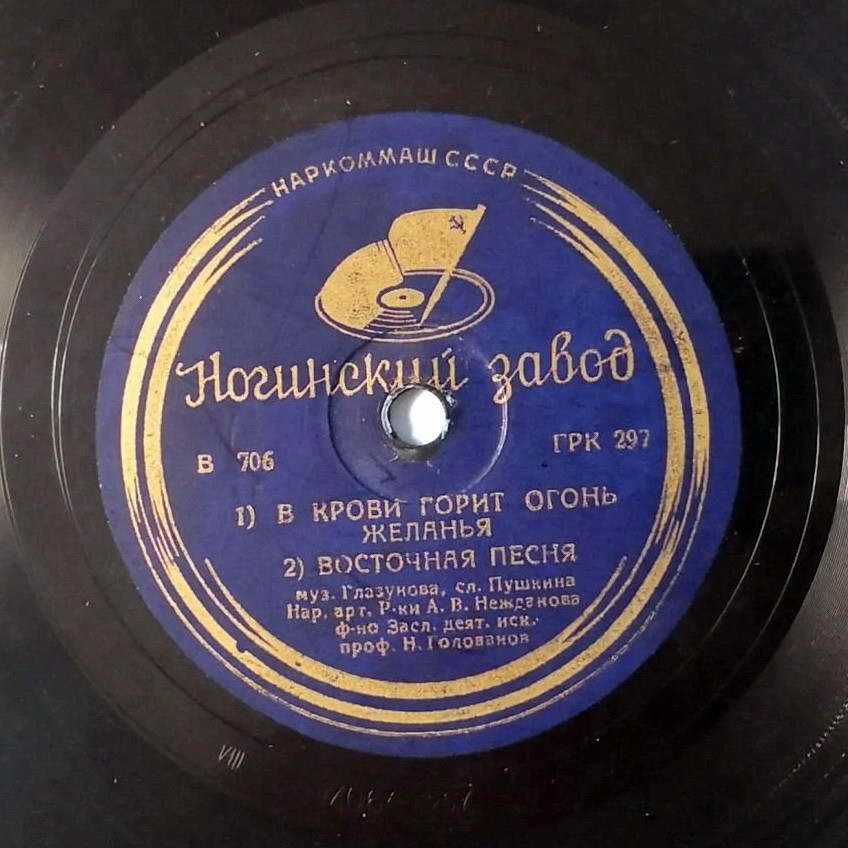 НАРКОММАШ СССР
Ногинский завод
В 706 ГРК 297
1) В КРОВИ ГОРИТ ОГОНЬ
ЖЕЛАНЬЯ
2) ВОСТОЧНАЯ ПЕСНЯ
муз. Глазунова, сл. Пушкина
Нар. арт. Р-ки А. В. Нежданова
ф-но Засл. деят. иск.
проф. Н. Голованов
VIII